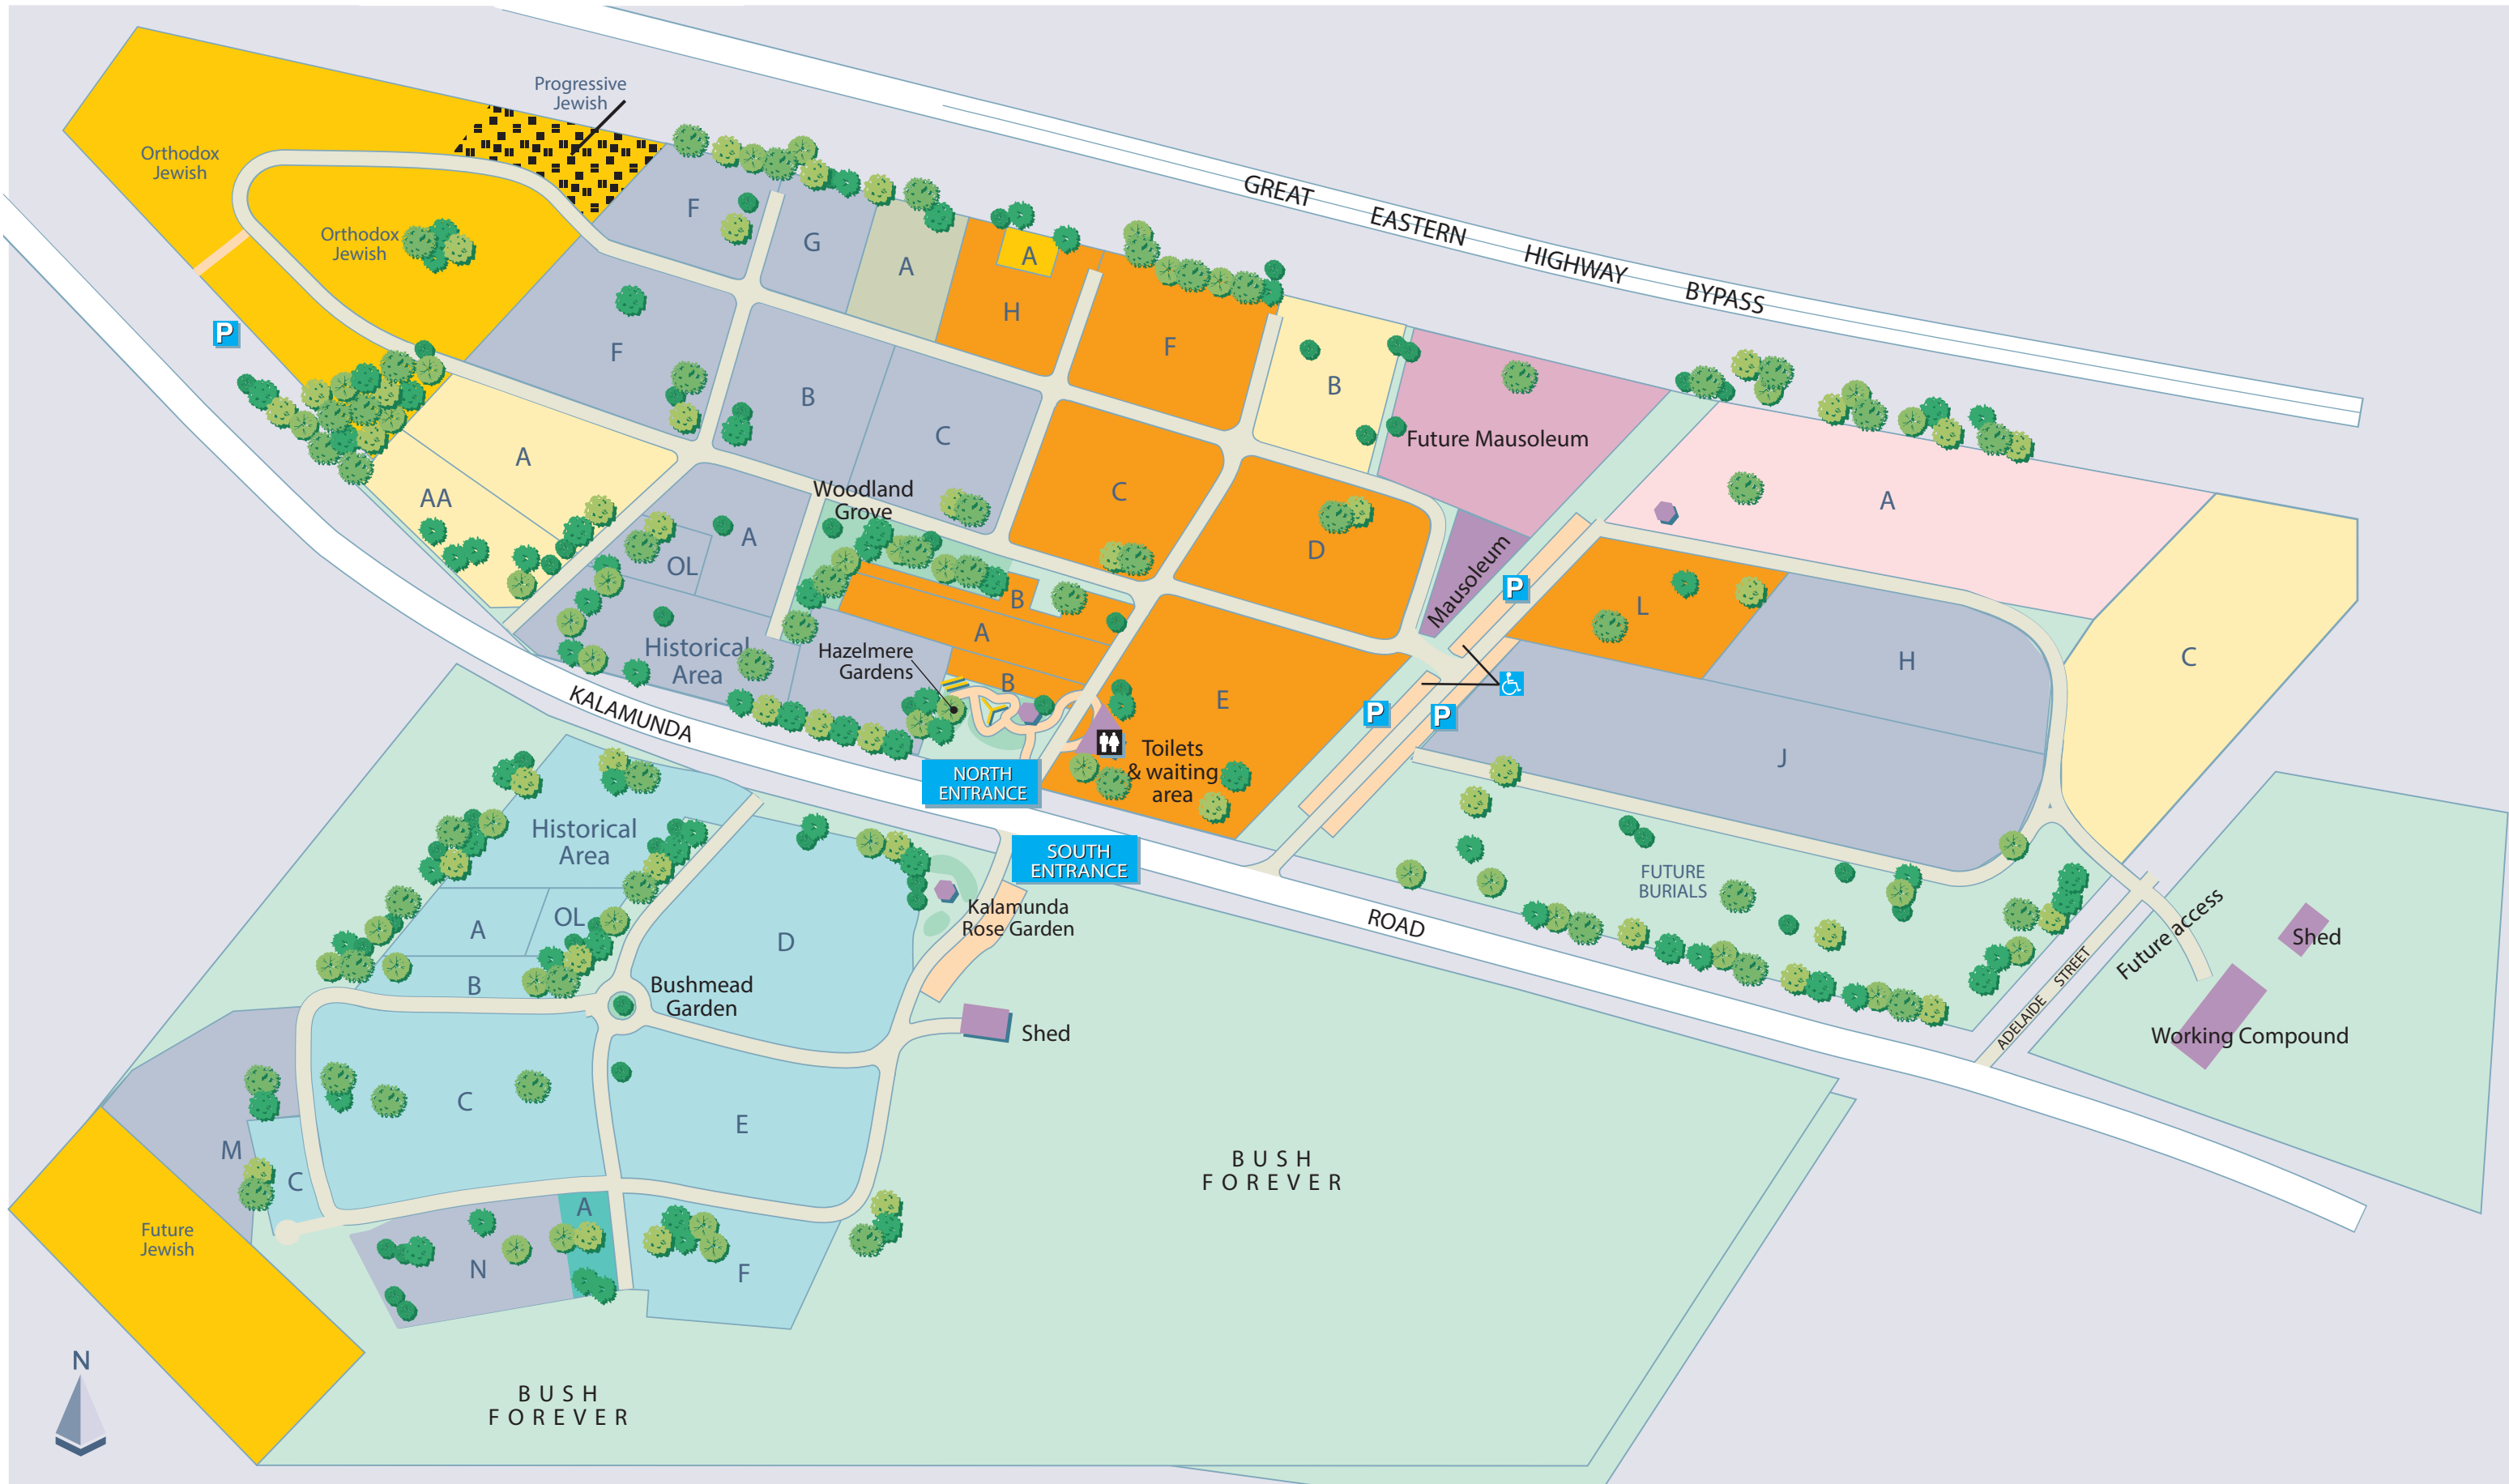 Progressive
Jewish
Orthodox
Jewish
Orthodox
Jewish
P
F
G
A
A
H
F
B
F
B
C
C
D
A
AA
A
OL
Historical
Area
Woodland
Grove
B
A
B
Hazelmere
Gardens
E
Toilets
& waiting
area
GREAT EASTERN HIGHWAY BYPASS
Future Mausoleum
Mausoleum
P
P
P
A
L
H
J
C
FUTURE
BURIALS
KALAMUNDA
ROAD
NORTH
ENTRANCE
SOUTH
ENTRANCE
ADELAIDE STREET
Future access
Shed
Working Compound
Historical
Area
A
OL
B
D
Kalamunda
Rose Garden
Bushmead
Garden
Shed
C
E
M
C
A
N
F
Future
Jewish
BUSH
FOREVER
BUSH
FOREVER
N